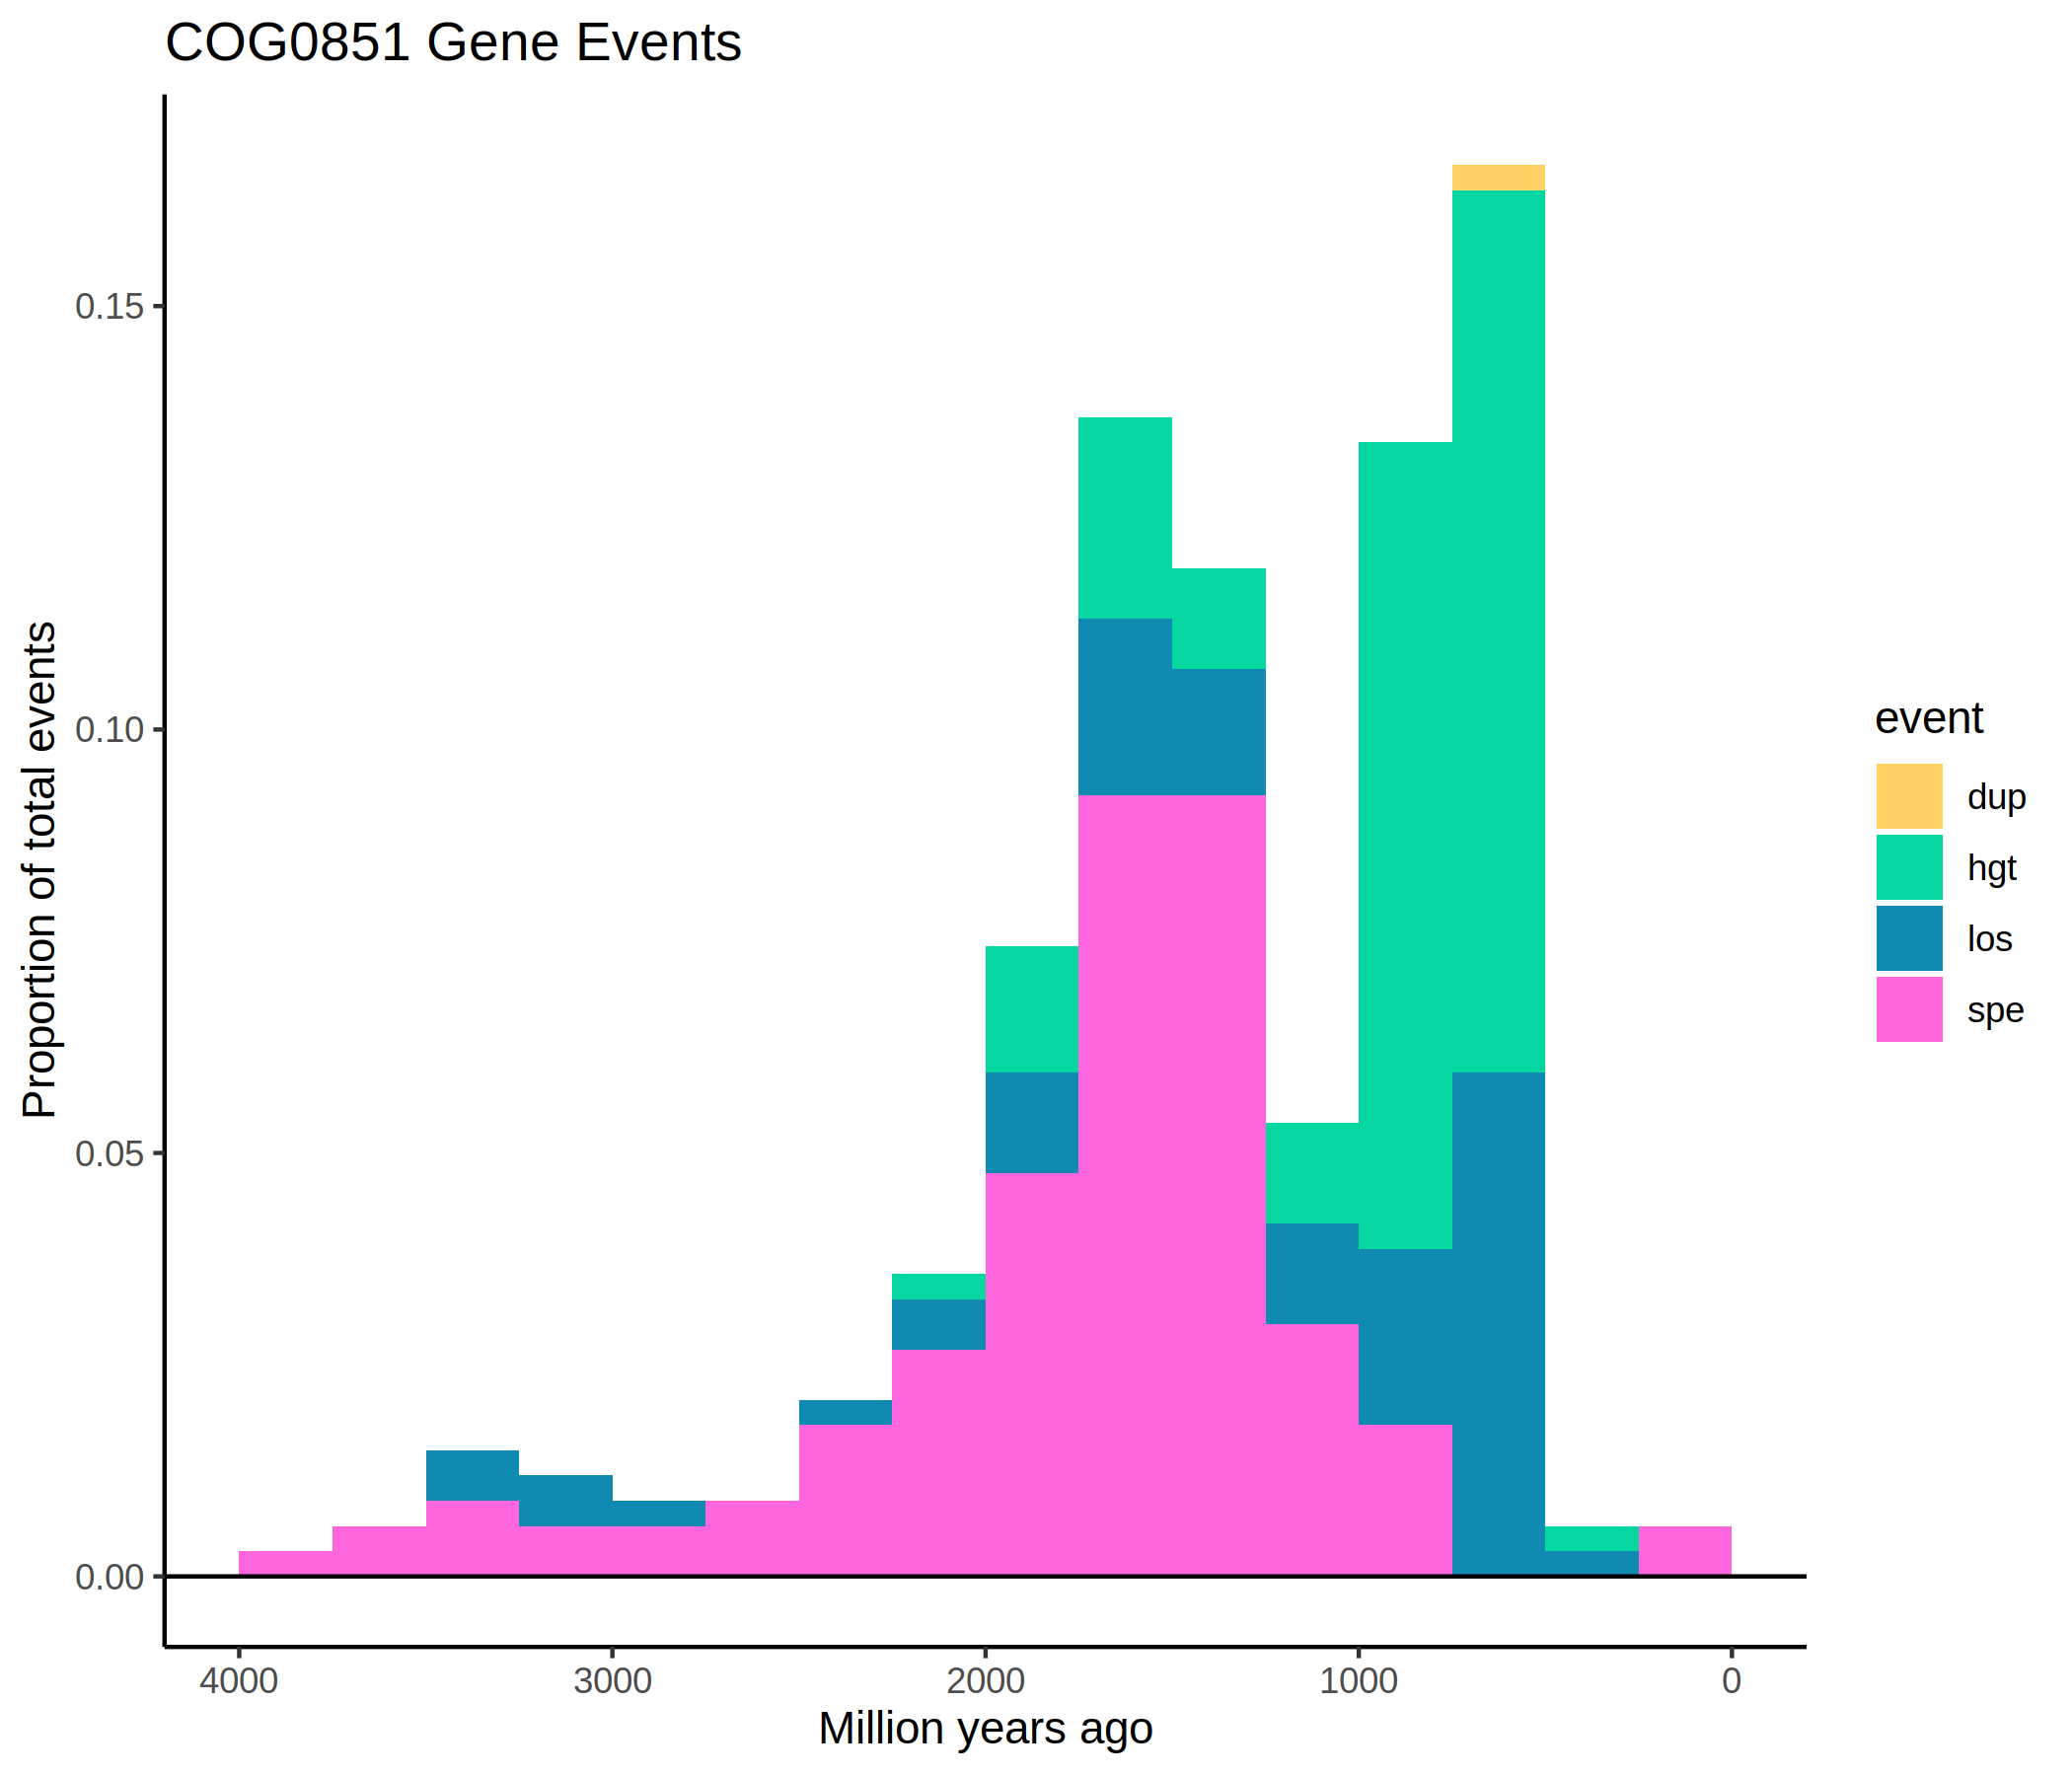 COG0851 Gene Events
Proportion of total events
0.15
0.10
0.05
0.00
4000 3000 2000 1000 0
Million years ago
event
dup
hgt
los
spe